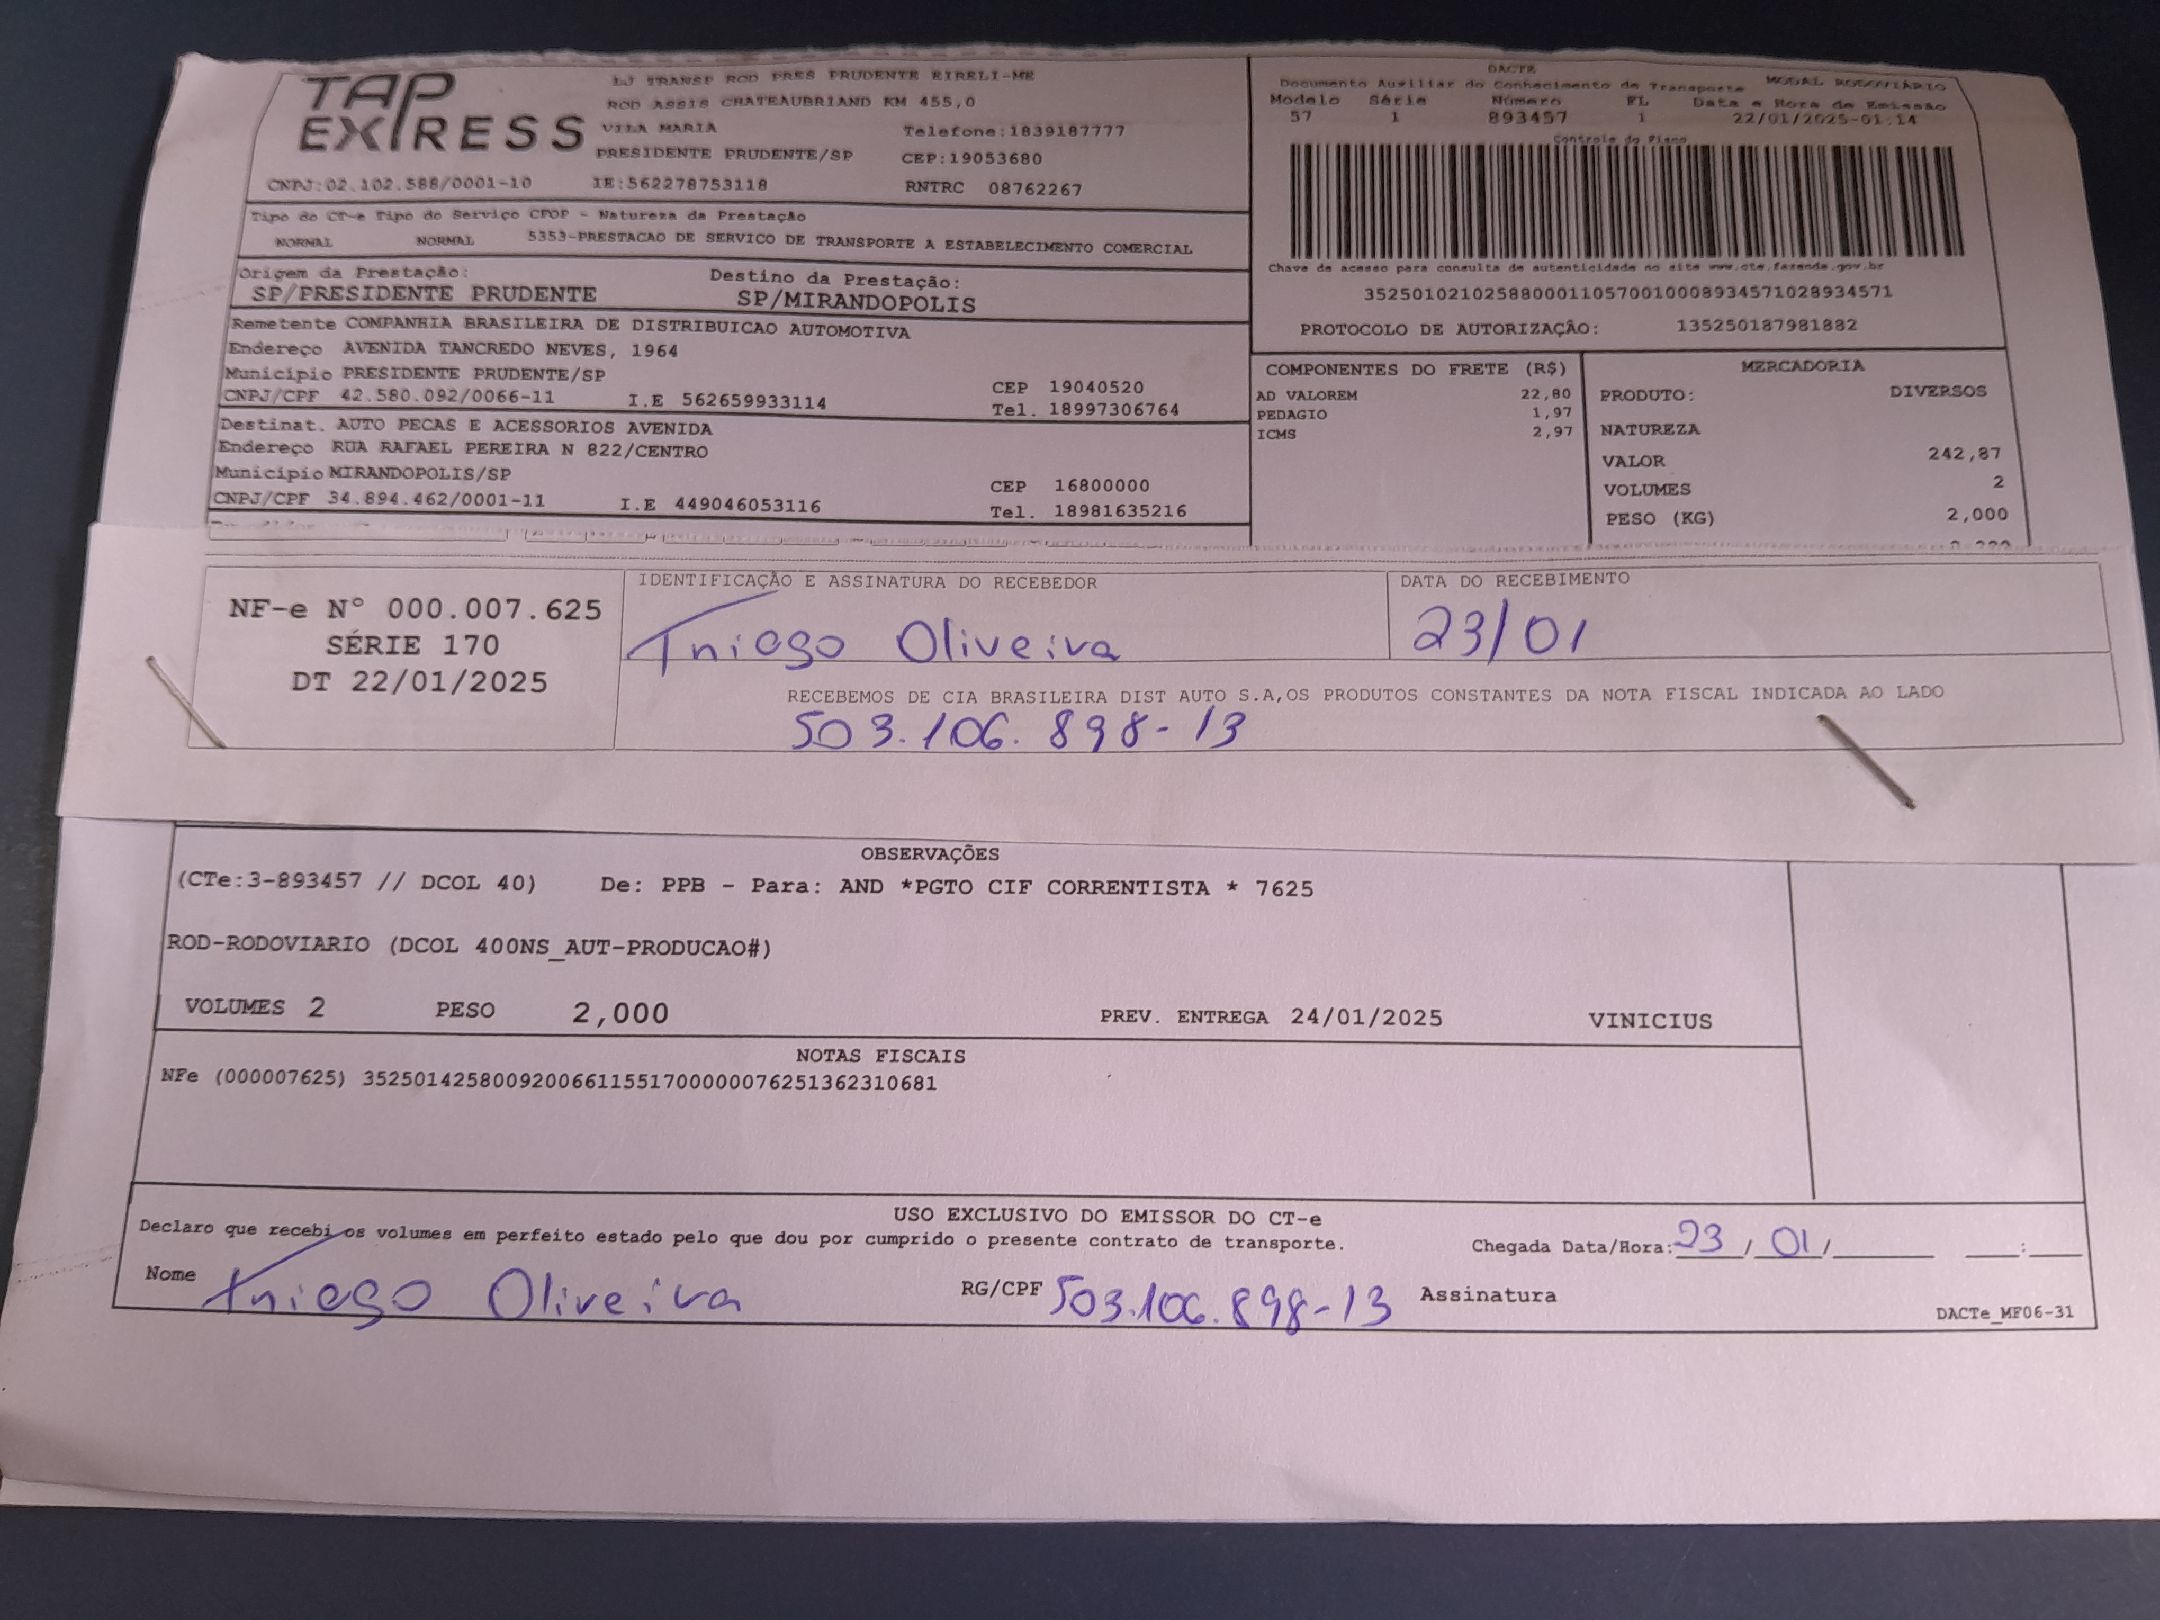 TAP
EXPRESS
LJ TRANSP ROD PRES PRUDENTE EIRELI-ME
ROD ASSIS CHATEAUBRIAND KM 455,0
VILA MARIA Telefone:1839187777
PRESIDENTE PRUDENTE/SP CEP:19053680
CNPJ:02.102.588/0001-10 IE:562278753118 RNTRC 08762267
Tipo do CT-e Tipo do Serviço CFOP - Natureza da Prestação
NORMAL NORMAL 5353-PRESTACAO DE SERVICO DE TRANSPORTE A ESTABELECIMENTO COMERCIAL
Origem da Prestação: Destino da Prestação:
SP/PRESIDENTE PRUDENTE SP/MIRANDOPOLIS
Remetente COMPANHIA BRASILEIRA DE DISTRIBUICAO AUTOMOTIVA
Endereço AVENIDA TANCREDO NEVES, 1964
Municipio PRESIDENTE PRUDENTE/SP CEP 19040520
CNPJ/CPF 42.580.092/0066-11 I.E 562659933114 Tel. 18997306764
Destinat. AUTO PECAS E ACESSORIOS AVENIDA
Endereço RUA RAFAEL PEREIRA N 822/CENTRO
Municipio MIRANDOPOLIS/SP CEP 16800000
CNPJ/CPF 34.894.462/0001-11 I.E 449046053116 Tel. 18981635216
DACTE
Documento Auxiliar do Conhecimento de Transporte MODAL RODOVIÁRIO
Modelo Série Número FL Data e Hora de Emissão
57 1 893457 1 22/01/2025-01:14
Controle do Fisco
Chave de acesso para consulta de autenticidade no site www.cte.fazenda.gov.br
35250102102588000110570010008934571028934571
PROTOCOLO DE AUTORIZAÇÃO: 135250187981882
COMPONENTES DO FRETE (R$)
AD VALOREM 22,80
PEDAGIO 1,97
ICMS 2,97
MERCADORIA
PRODUTO: DIVERSOS
NATUREZA
VALOR 242,87
VOLUMES 2
PESO (KG) 2,000
NF-e N° 000.007.625
SÉRIE 170
DT 22/01/2025
IDENTIFICAÇÃO E ASSINATURA DO RECEBEDOR
Thiago Oliveira
DATA DO RECEBIMENTO
23/01
RECEBEMOS DE CIA BRASILEIRA DIST AUTO S.A,OS PRODUTOS CONSTANTES DA NOTA FISCAL INDICADA AO LADO
503.106.898-13
OBSERVAÇÕES
(CTe:3-893457 // DCOL 40) De: PPB - Para: AND *PGTO CIF CORRENTISTA * 7625
ROD-RODOVIARIO (DCOL 400NS_AUT-PRODUCAO#)
VOLUMES 2 PESO 2,000 PREV. ENTREGA 24/01/2025 VINICIUS
NOTAS FISCAIS
NFe (000007625) 35250142580092006611551700000076251362310681
USO EXCLUSIVO DO EMISSOR DO CT-e
Declaro que recebi os volumes em perfeito estado pelo que dou por cumprido o presente contrato de transporte. Chegada Data/Hora: 23/01/
Nome Thiago Oliveira RG/CPF 503.106.898-13 Assinatura
DACTe_MF06-31